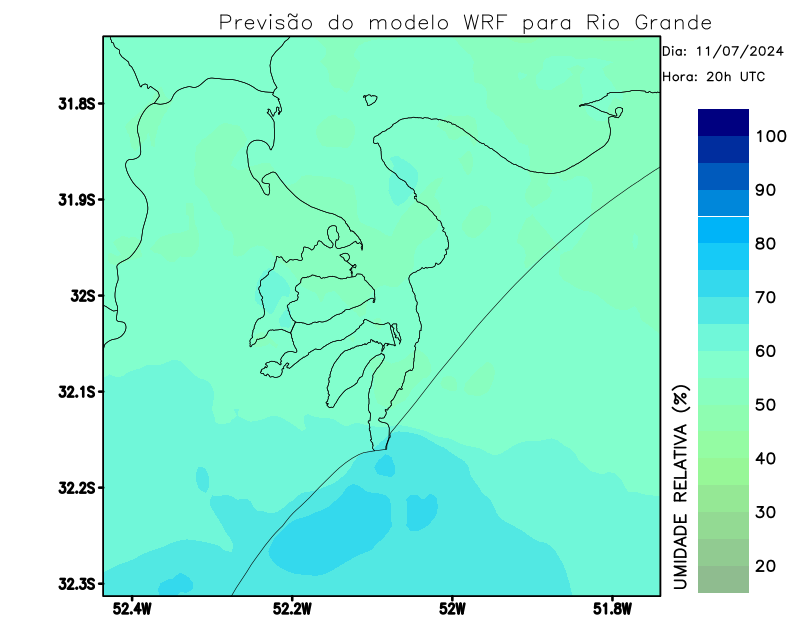 Previsão do modelo WRF para Rio Grande
Dia: 11/07/2024
Hora: 20h UTC
31.8S
31.9S
32S
32.1S
32.2S
32.3S
52.4W
52.2W
52W
51.8W
100
90
80
70
60
50
40
30
20
UMIDADE RELATIVA (%)